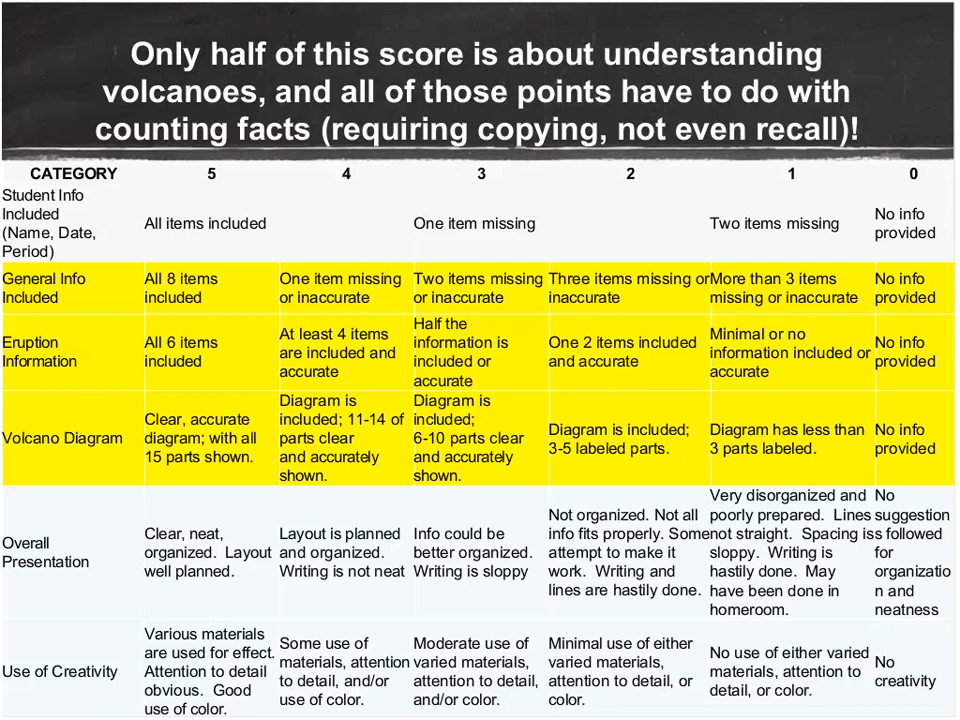 Only half of this score is about understanding
volcanoes, and all of those points have to do with
counting facts (requiring copying, not even recall)!
CATEGORY 5 4 3 2 1 0
Student Info
Included
(Name, Date,
Period)
All items included
One item missing
Two items missing
No info
provided
General Info
Included
All 8 items
included
One item missing
or inaccurate
Two items missing
or inaccurate
Three items missing or
inaccurate
More than 3 items
missing or inaccurate
No info
provided
Eruption
Information
All 6 items
included
At least 4 items
are included and
accurate
Half the
information is
included or
accurate
One 2 items included
and accurate
Minimal or no
information included or
accurate
No info
provided
Volcano Diagram
Clear, accurate
diagram; with all
15 parts shown.
Diagram is
included; 11-14 of
parts clear
and accurately
shown.
Diagram is
included;
6-10 parts clear
and accurately
shown.
Diagram is included;
3-5 labeled parts.
Diagram has less than
3 parts labeled.
No info
provided
Overall
Presentation
Clear, neat,
organized. Layout
well planned.
Layout is planned
and organized.
Writing is not neat
Info could be
better organized.
Writing is sloppy
Not organized. Not all
info fits properly. Some
attempt to make it
work. Writing and
lines are hastily done.
Very disorganized and
poorly prepared. Lines
not straight. Spacing is
sloppy. Writing is
hastily done. May
have been done in
homeroom.
No
suggestion
s followed
for
organizatio
n and
neatness
Use of Creativity
Various materials
are used for effect.
Attention to detail
obvious. Good
use of color.
Some use of
materials, attention
to detail, and/or
use of color.
Moderate use of
varied materials,
attention to detail,
and/or color.
Minimal use of either
varied materials,
attention to detail, or
color.
No use of either varied
materials, attention to
detail, or color.
No
creativity